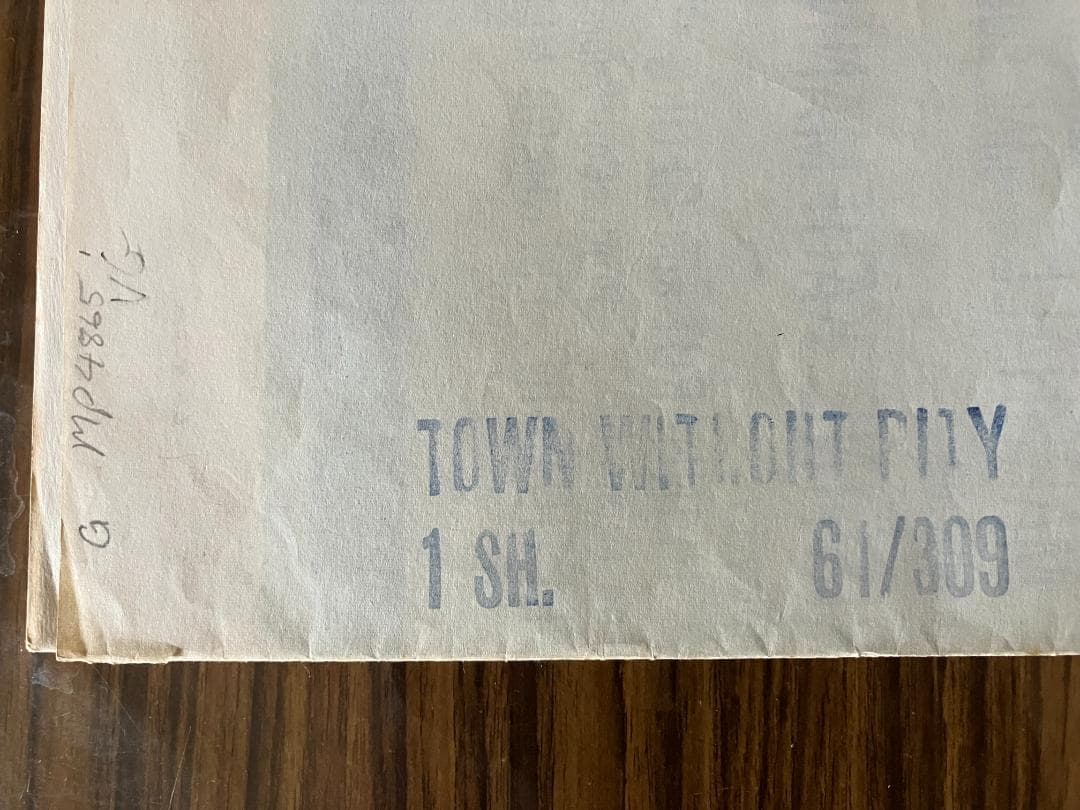 TOWN WITHOUT PITY
1 SH. 61/309
G MP4865
VG